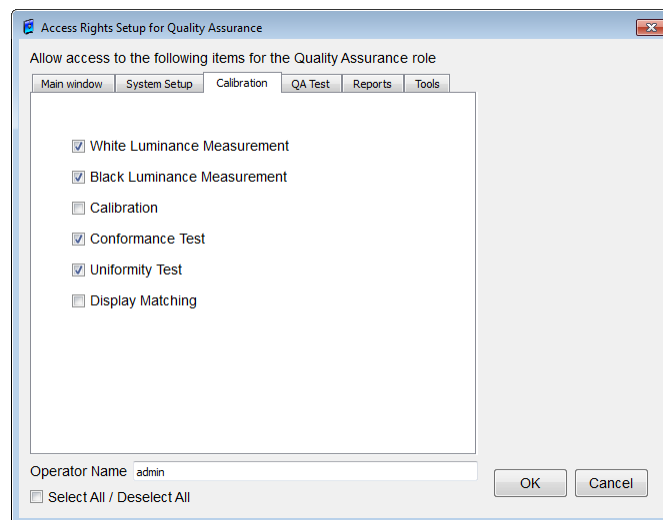 Access Rights Setup for Quality Assurance
Allow access to the following items for the Quality Assurance role
Main window System Setup Calibration QA Test Reports Tools
White Luminance Measurement
Black Luminance Measurement
Calibration
Conformance Test
Uniformity Test
Display Matching
Operator Name admin
OK Cancel
Select All / Deselect All